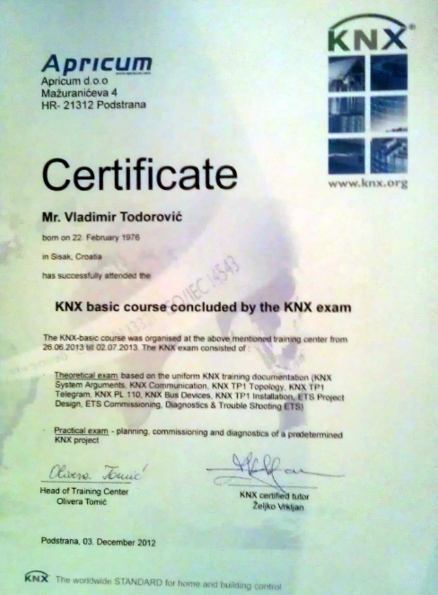 Apricum
Apricum d.o.o
Mažuranićeva 4
HR- 21312 Podstrana
KNX®
www.knx.org
Certificate
Mr. Vladimir Todorović
born on 22. February 1976
in Sisak, Croatia
has successfully attended the
ISO/IEC 14543
KNX basic course concluded by the KNX exam
The KNX-basic course was organised at the above mentioned training center from
26.06.2013 till 02.07.2013. The KNX exam consisted of :
Theoretical exam based on the uniform KNX training documentation (KNX
System Arguments, KNX Communication, KNX TP1 Topology, KNX TP1
Telegram, KNX PL 110, KNX Bus Devices, KNX TP1 Installation, ETS Project
Design, ETS Commissioning, Diagnostics & Trouble Shooting ETS)
Practical exam - planning, commissioning and diagnostics of a predetermined
KNX project
Olivera Tomić
Head of Training Center
Olivera Tomić
KNX certified tutor
Željko Vrkljan
Podstrana, 03. December 2012
KNX The worldwide STANDARD for home and building control